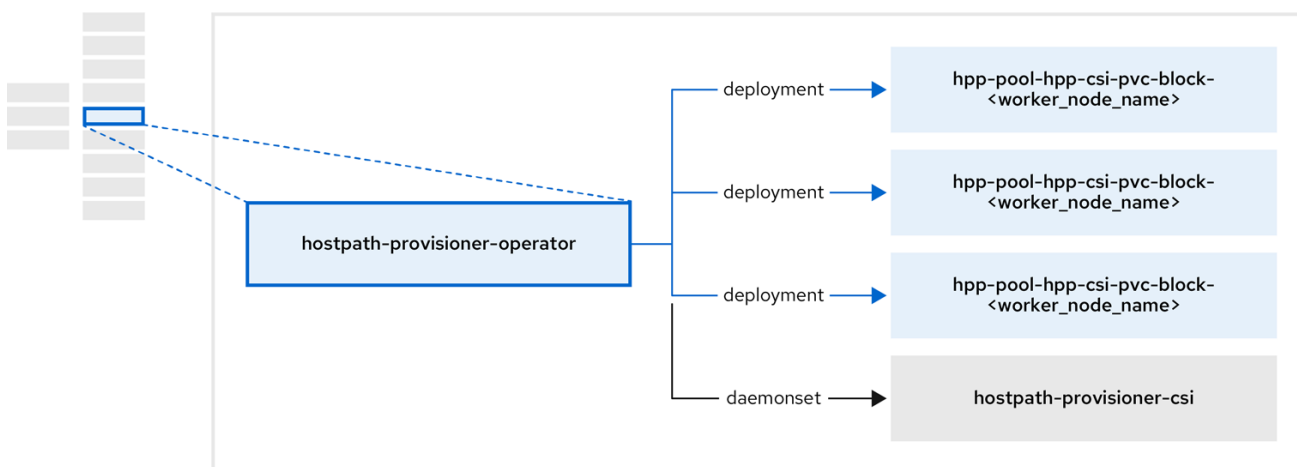 deployment
hpp-pool-hpp-csi-pvc-block-
<worker_node_name>
deployment
hpp-pool-hpp-csi-pvc-block-
<worker_node_name>
hostpath-provisioner-operator
deployment
hpp-pool-hpp-csi-pvc-block-
<worker_node_name>
daemonset
hostpath-provisioner-csi